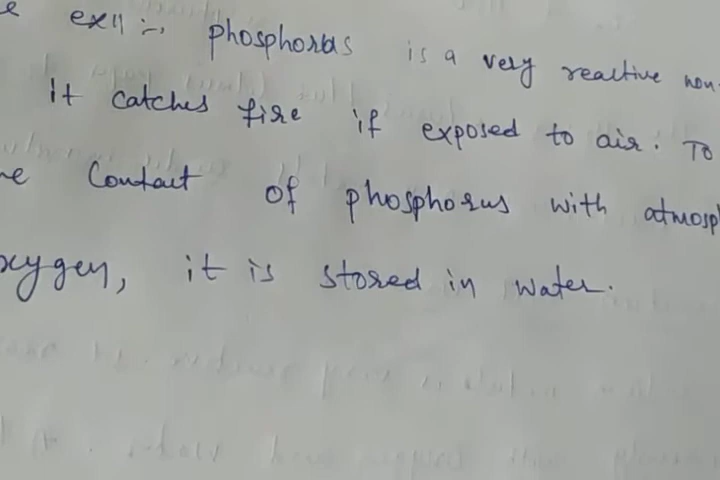 ex:- phosphorus is a very reactive non-
it catches fire if exposed to air. To
Contact of phosphorus with atmosp
oxygen, it is stored in water.